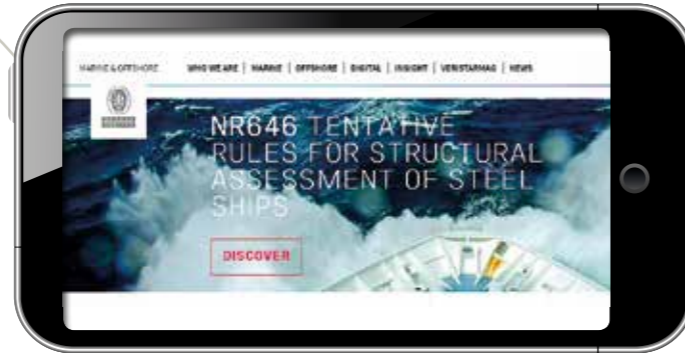 MARINE & OFFSHORE
WHO WE ARE | MARINE | OFFSHORE | DIGITAL | INSIGHT | VERISTARMAG | NEWS
NR646 TENTATIVE
RULES FOR STRUCTURAL
ASSESSMENT OF STEEL
SHIPS
DISCOVER